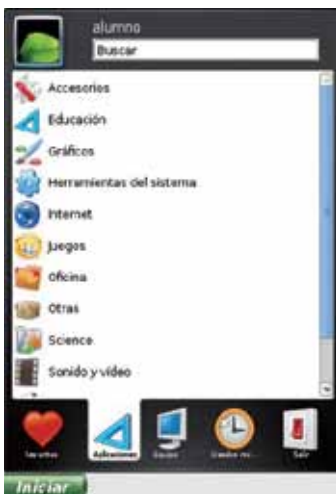 alumno
Buscar
Accesorios
Educación
Gráficos
Herramientas del sistema
Internet
Juegos
Oficina
Otras
Science
Sonido y vídeo
Aplicaciones
Equipo
Salir
Iniciar